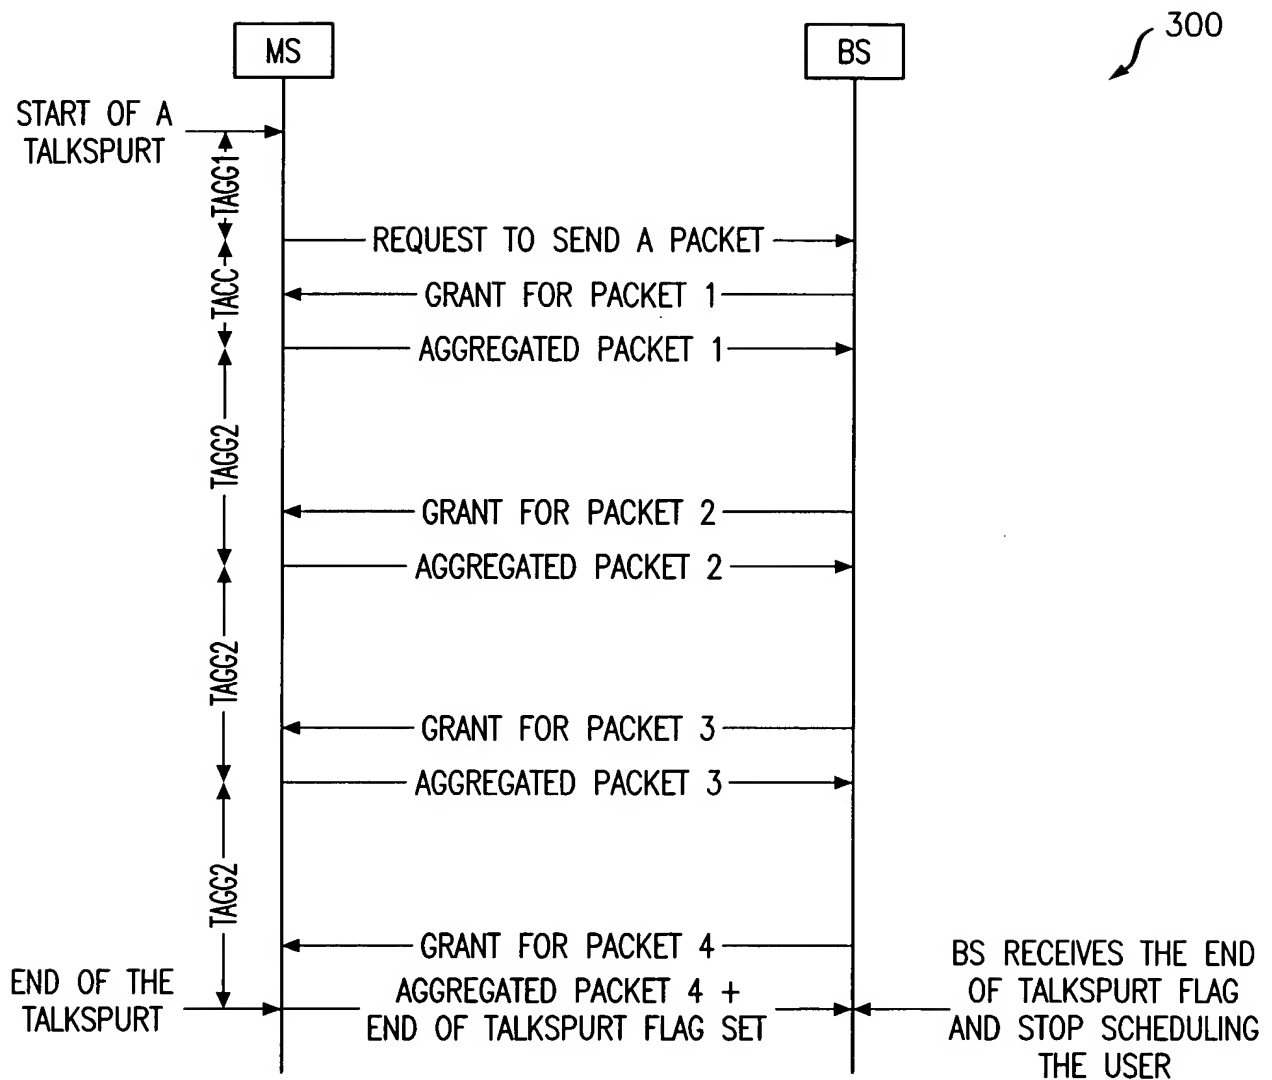 300
MS
BS
START OF A
TALKSPURT
TAGG1
REQUEST TO SEND A PACKET
TACC
GRANT FOR PACKET 1
AGGREGATED PACKET 1
TAGG2
GRANT FOR PACKET 2
AGGREGATED PACKET 2
TAGG2
GRANT FOR PACKET 3
AGGREGATED PACKET 3
TAGG2
GRANT FOR PACKET 4
END OF THE
TALKSPURT
AGGREGATED PACKET 4 +
END OF TALKSPURT FLAG SET
BS RECEIVES THE END
OF TALKSPURT FLAG
AND STOP SCHEDULING
THE USER